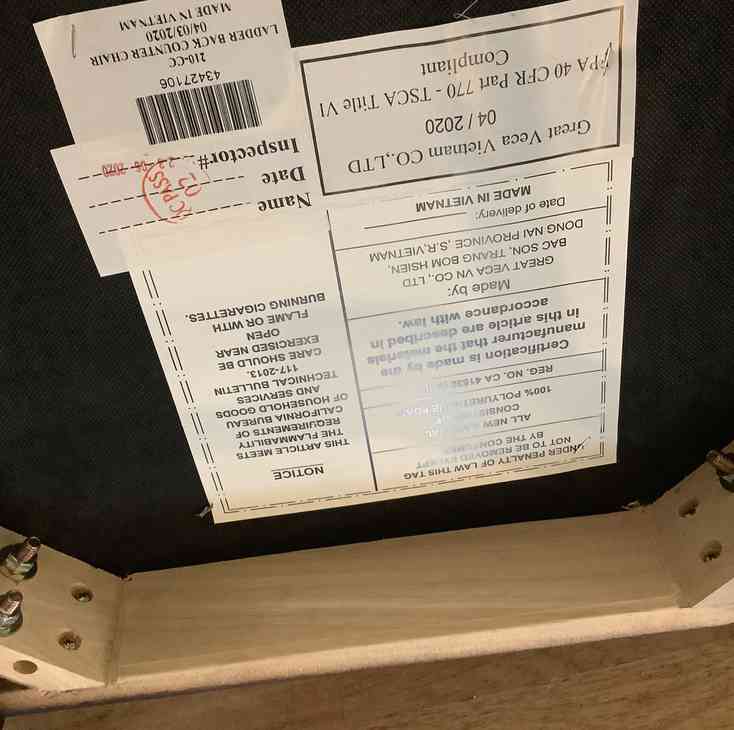 MADE IN VIETNAM
04/03/2020
LADDER BACK COUNTER CHAIR
210-CC
43427106
Inspector#
Date
Name
23 05 2020
PASS
EPA 40 CFR Part 770 - TSCA Title VI
Compliant
04 / 2020
Great Veca Vietnam CO.,LTD
UNDER PENALTY OF LAW THIS TAG
NOT TO BE REMOVED EXCEPT
BY THE CONSUMER
ALL NEW
CONSIST
100% POLYURETHANE FOAM
REG. NO. CA
Certification is made by the
manufacturer that the materials
in this article are described in
accordance with law.
Made by:
GREAT VECA VN CO., LTD
BAC SON, TRANG BOM HSIEN,
DONG NAI PROVINCE ,S.R.VIETNAM
Date of delivery:
MADE IN VIETNAM
NOTICE
THIS ARTICLE MEETS
THE FLAMMABILITY
REQUIREMENTS OF
CALIFORNIA BUREAU
OF HOUSEHOLD GOODS
AND SERVICES
TECHNICAL BULLETIN
117-2013.
CARE SHOULD BE
EXERCISED NEAR
OPEN
FLAME OR WITH
BURNING CIGARETTES.